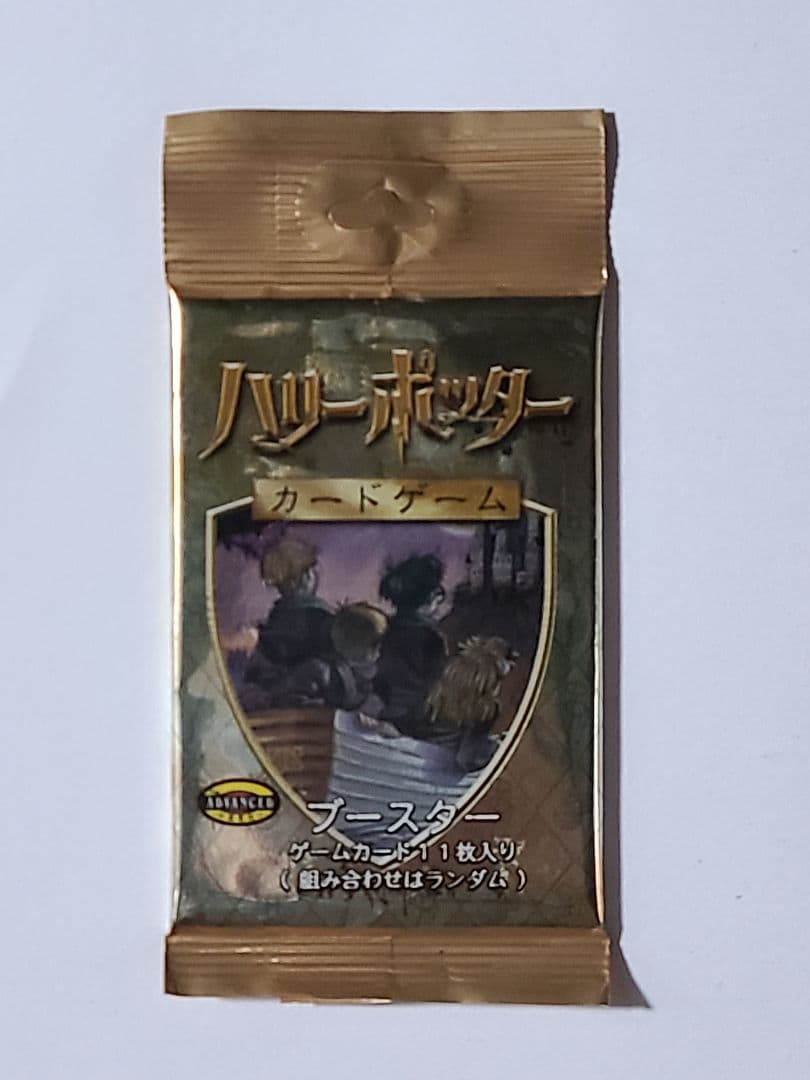 ハリー・ポッター
カードゲーム
ADVANCED
ブースター
ゲームカード11枚入り
(組み合わせはランダム)